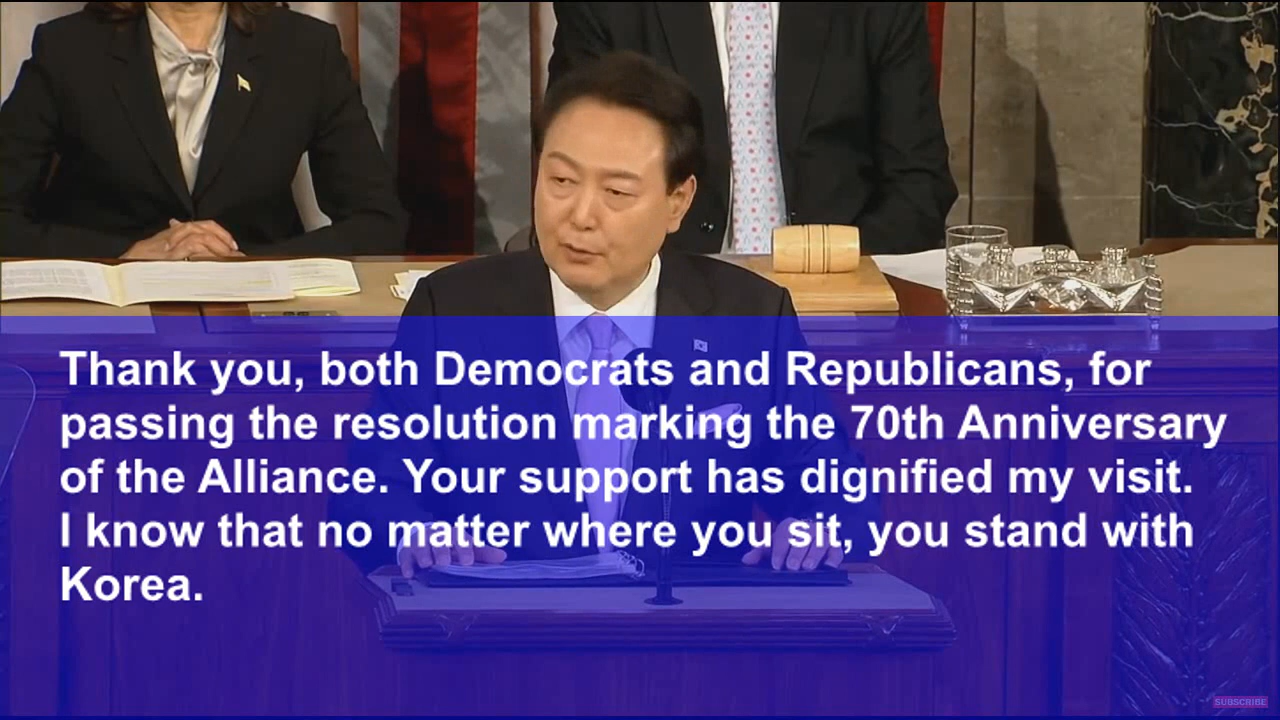 Thank you, both Democrats and Republicans, for
passing the resolution marking the 70th Anniversary
of the Alliance. Your support has dignified my visit.
I know that no matter where you sit, you stand with
Korea.
SUBSCRIBE